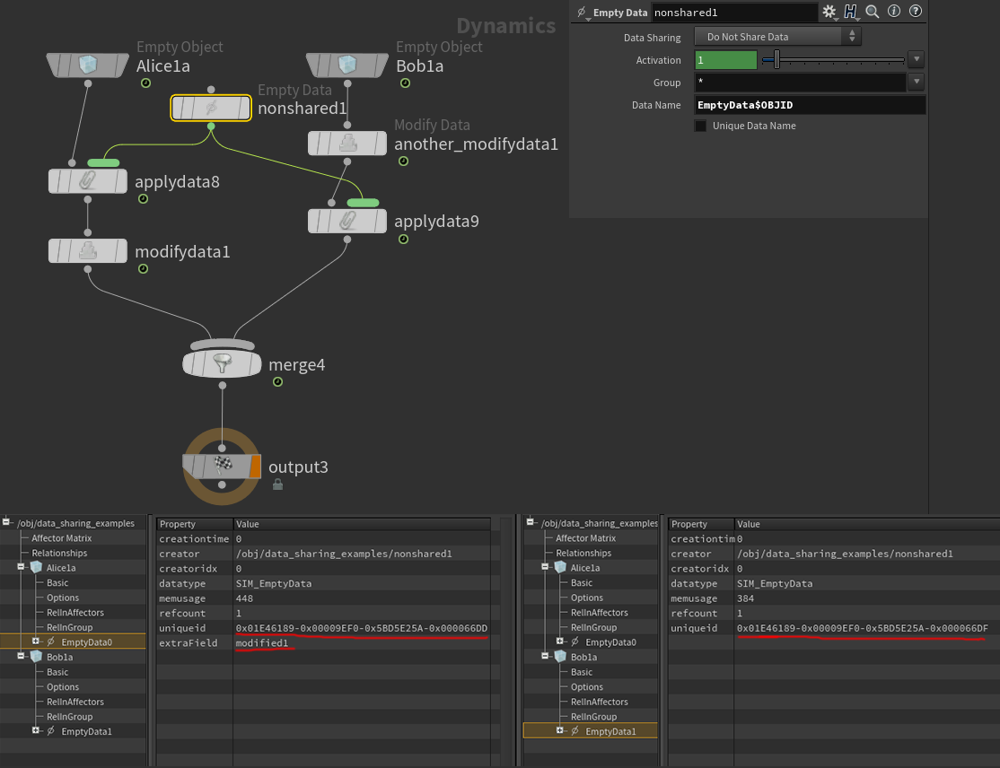 Dynamics
Empty Object
Alice1a
Empty Object
Bob1a
Empty Data
nonshared1
Modify Data
another_modifydata1
applydata8
applydata9
modifydata1
merge4
output3
Empty Data nonshared1
Data Sharing Do Not Share Data
Activation 1
Group *
Data Name EmptyData$OBJID
Unique Data Name
/obj/data_sharing_examples
Affector Matrix
Relationships
Alice1a
Basic
Options
RelInAffectors
RelInGroup
EmptyData0
Bob1a
Basic
Options
RelInAffectors
RelInGroup
EmptyData1
Property Value
creationtime 0
creator /obj/data_sharing_examples/nonshared1
creatoridx 0
datatype SIM_EmptyData
memusage 448
refcount 1
uniqueid 0x01E46189-0x00009EF0-0x5BD5E25A-0x000066DD
extraField modified1
/obj/data_sharing_examples
Affector Matrix
Relationships
Alice1a
Basic
Options
RelInAffectors
RelInGroup
EmptyData0
Bob1a
Basic
Options
RelInAffectors
RelInGroup
EmptyData1
Property Value
creationtim 0
creator /obj/data_sharing_examples/nonshared1
creatoridx 0
datatype SIM_EmptyData
memusage 384
refcount 1
uniqueid 0x01E46189-0x00009EF0-0x5BD5E25A-0x000066DF